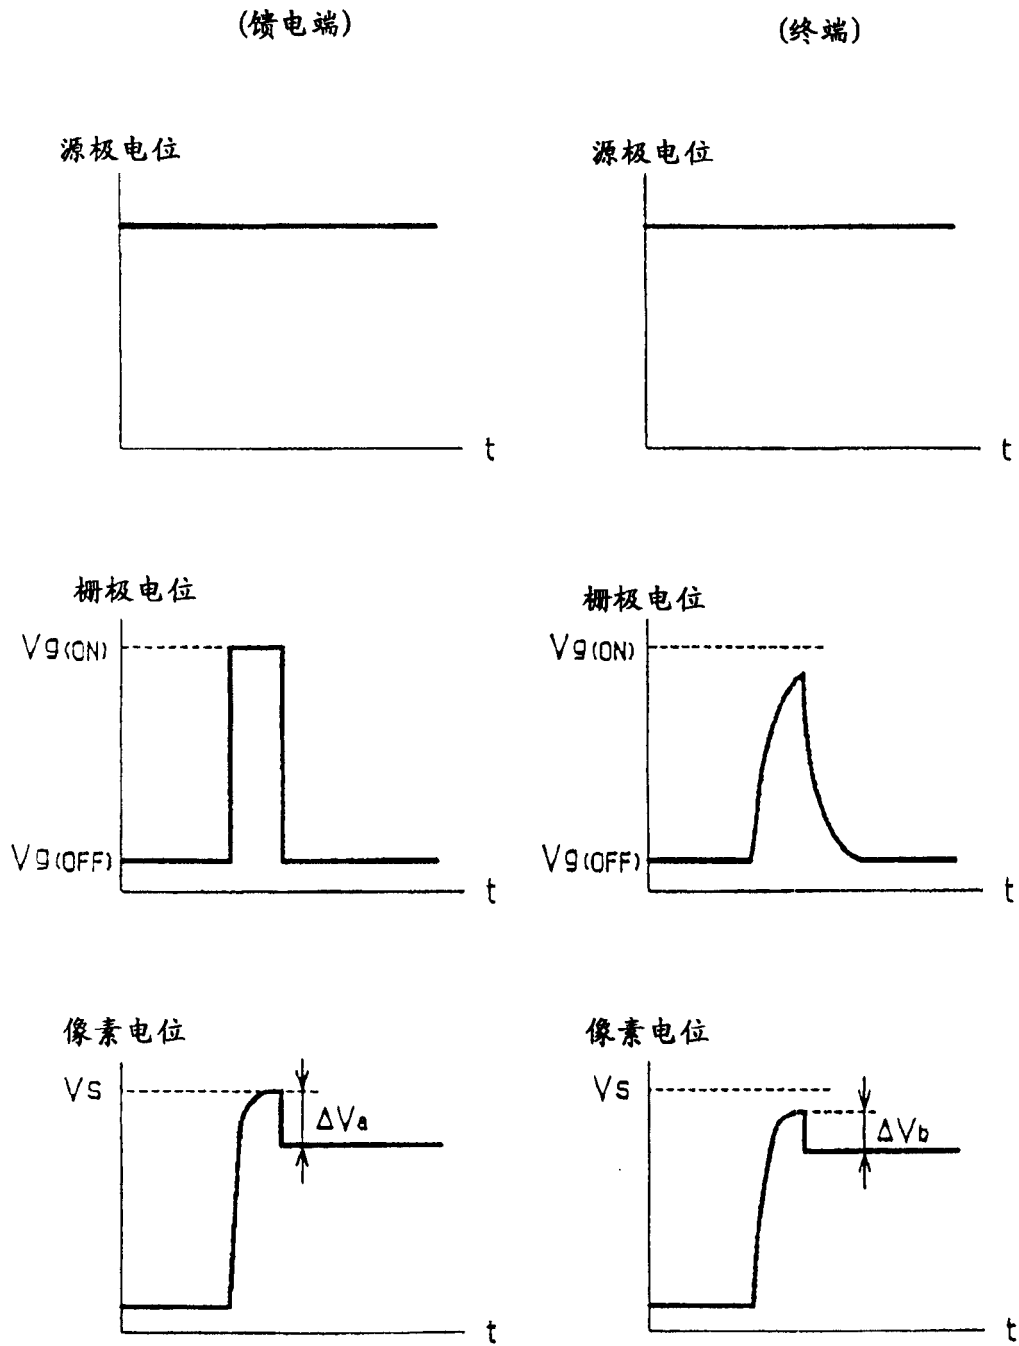 (馈电端)
(终端)
源极电位
源极电位
t
t
栅极电位
栅极电位
Vg(ON)
Vg(ON)
Vg(OFF)
Vg(OFF)
t
t
像素电位
像素电位
Vs
Vs
ΔVa
ΔVb
t
t